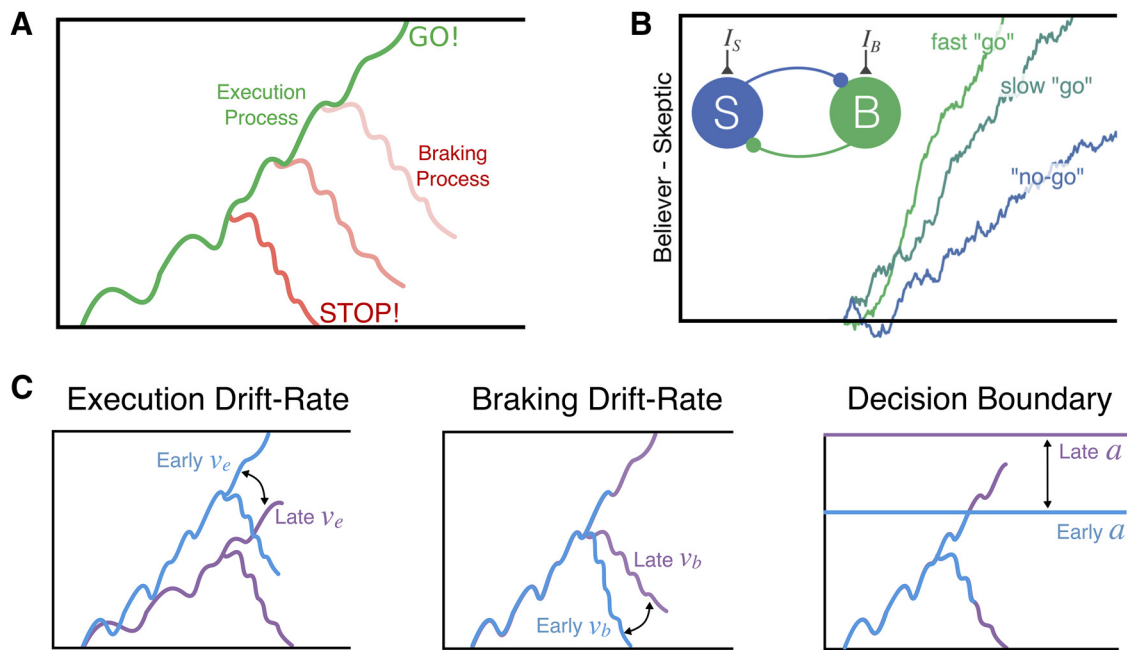 A
GO!
Execution
Process
Braking
Process
STOP!
B
Believer - Skeptic
I_S
I_B
S
B
fast "go"
slow "go"
"no-go"
C
Execution Drift-Rate
Early v_e
Late v_e
Braking Drift-Rate
Late v_b
Early v_b
Decision Boundary
Late a
Early a